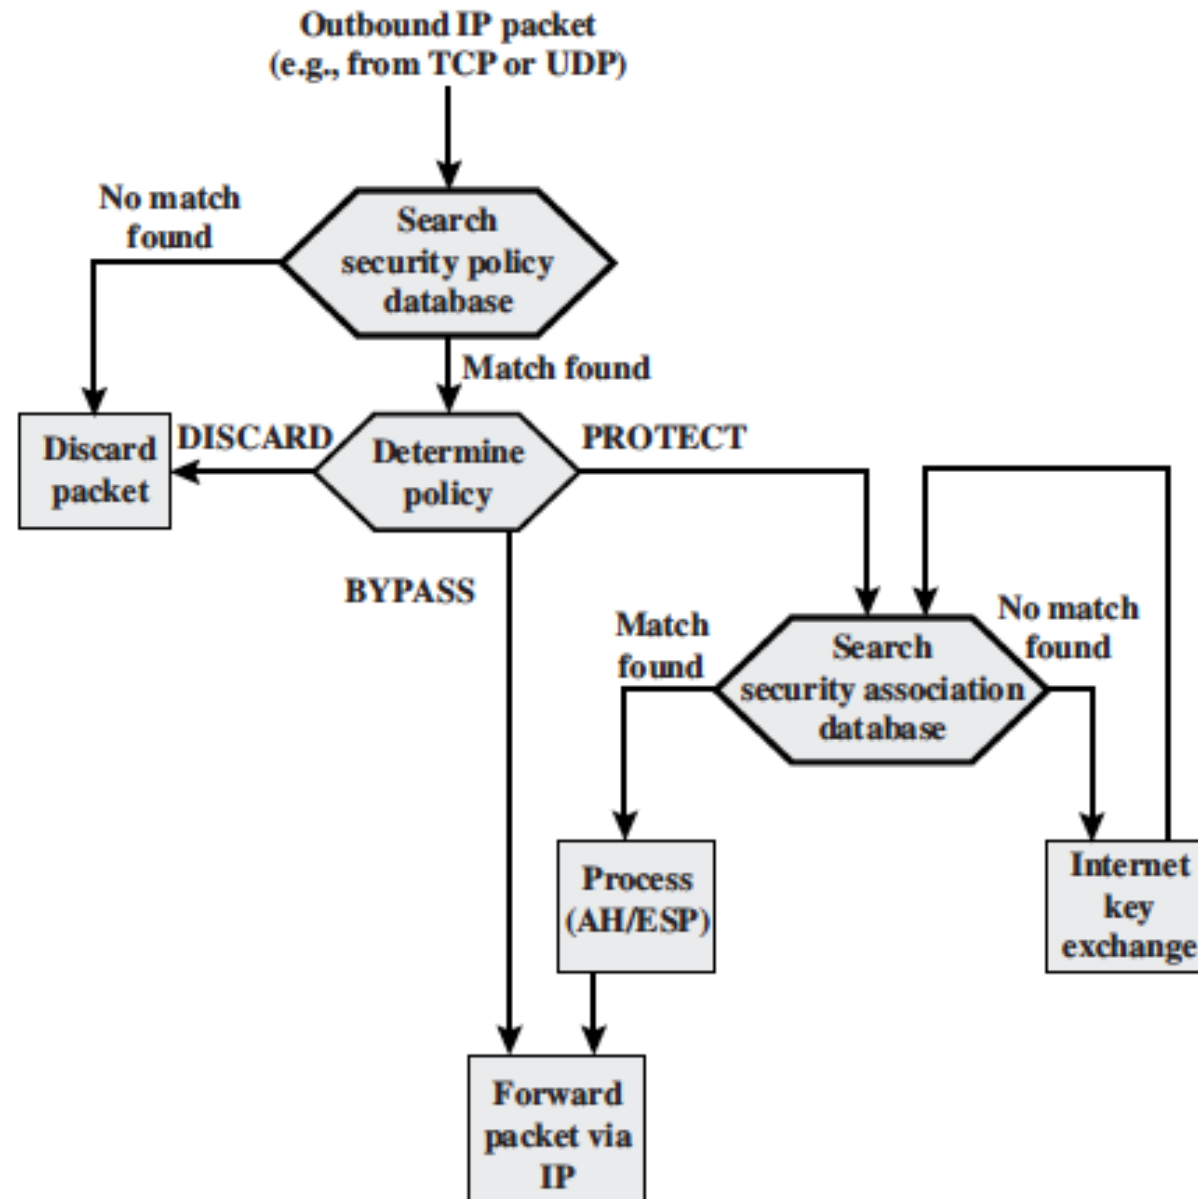 Outbound IP packet
(e.g., from TCP or UDP)
No match
found
Search
security policy
database
Match found
Discard
packet
DISCARD
Determine
policy
PROTECT
BYPASS
Match
found
Search
security association
database
No match
found
Process
(AH/ESP)
Internet
key
exchange
Forward
packet via
IP